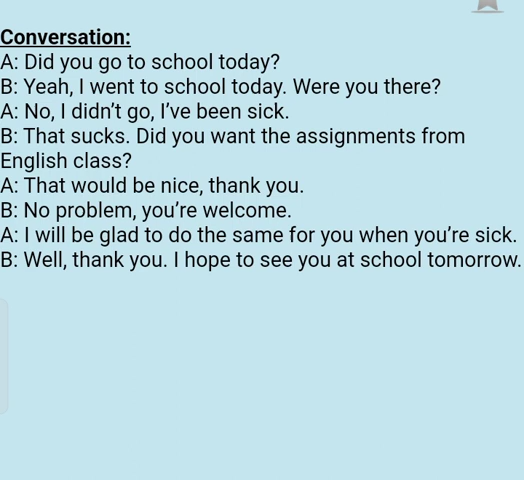 Conversation:
A: Did you go to school today?
B: Yeah, I went to school today. Were you there?
A: No, I didn’t go, I’ve been sick.
B: That sucks. Did you want the assignments from
English class?
A: That would be nice, thank you.
B: No problem, you’re welcome.
A: I will be glad to do the same for you when you’re sick.
B: Well, thank you. I hope to see you at school tomorrow.